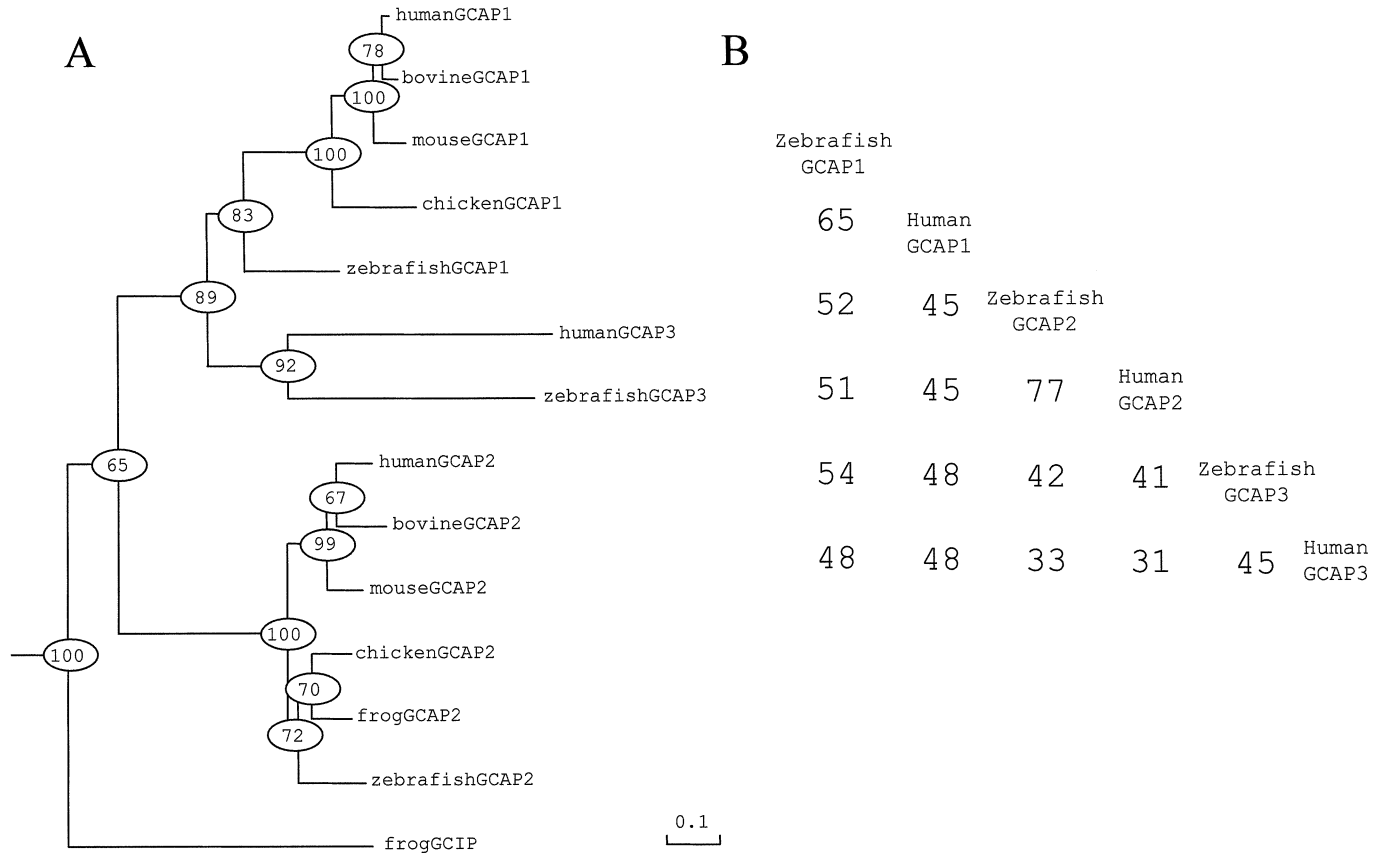 A
humanGCAP1
78
bovineGCAP1
100
mouseGCAP1
100
chickenGCAP1
83
zebrafishGCAP1
89
humanGCAP3
92
zebrafishGCAP3
65
humanGCAP2
67
bovineGCAP2
99
mouseGCAP2
100
chickenGCAP2
100
70
frogGCAP2
72
zebrafishGCAP2
0.1
frogGCIP
B
Zebrafish
GCAP1
65 Human
GCAP1
52 45 Zebrafish
GCAP2
51 45 77 Human
GCAP2
54 48 42 41 Zebrafish
GCAP3
48 48 33 31 45 Human
GCAP3